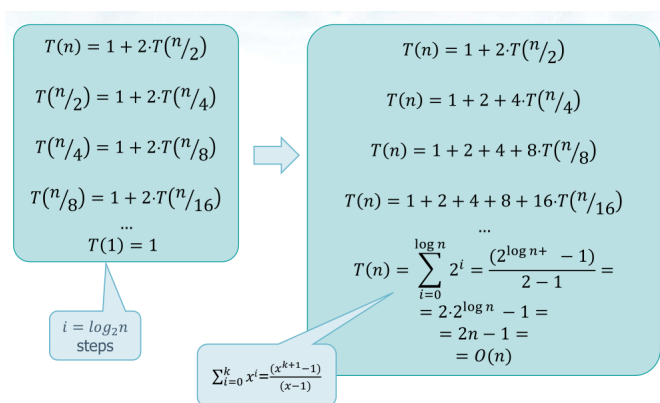 T(n) = 1 + 2·T(n/2)
T(n/2) = 1 + 2·T(n/4)
T(n/4) = 1 + 2·T(n/8)
T(n/8) = 1 + 2·T(n/16)
...
T(1) = 1
i = log₂n
steps
T(n) = 1 + 2·T(n/2)
T(n) = 1 + 2 + 4·T(n/4)
T(n) = 1 + 2 + 4 + 8·T(n/8)
T(n) = 1 + 2 + 4 + 8 + 16·T(n/16)
...
T(n) = ∑_{i=0}^{log n} 2^i = (2^{log n+} − 1)/(2 − 1) =
= 2·2^{log n} − 1 =
= 2n − 1 =
= O(n)
∑_{i=0}^{k} x^i = (x^{k+1}−1)/(x−1)